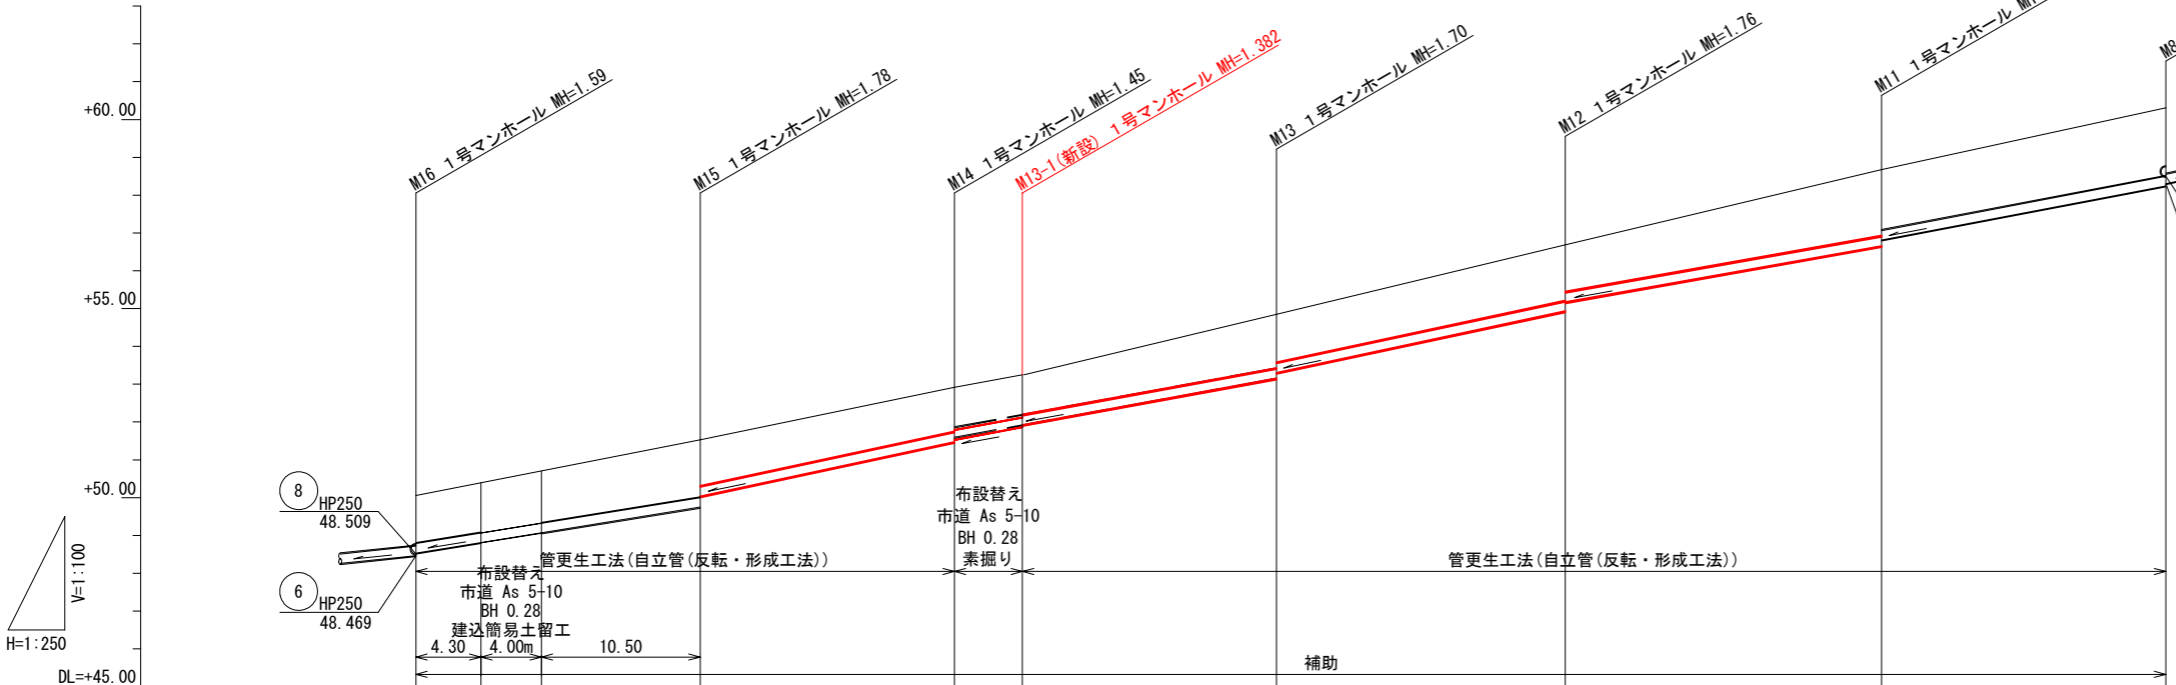 M16 1号マンホール MH=1.59
M15 1号マンホール MH=1.78
M14 1号マンホール MH=1.45
M13-1(新設) 1号マンホール MH=1.382
M13 1号マンホール MH=1.70
M12 1号マンホール MH=1.76
M11 1号マンホール
M8
+60.00
+55.00
+50.00
DL=+45.00
V=1:100
H=1:250
8
HP250
48.509
6
HP250
48.469
管更生工法(自立管(反転・形成工法))
布設替え
市道 As 5-10
BH 0.28
建込簡易土留工
4.30
4.00m
10.50
布設替え
市道 As 5-10
BH 0.28
素掘り
管更生工法(自立管(反転・形成工法))
補助